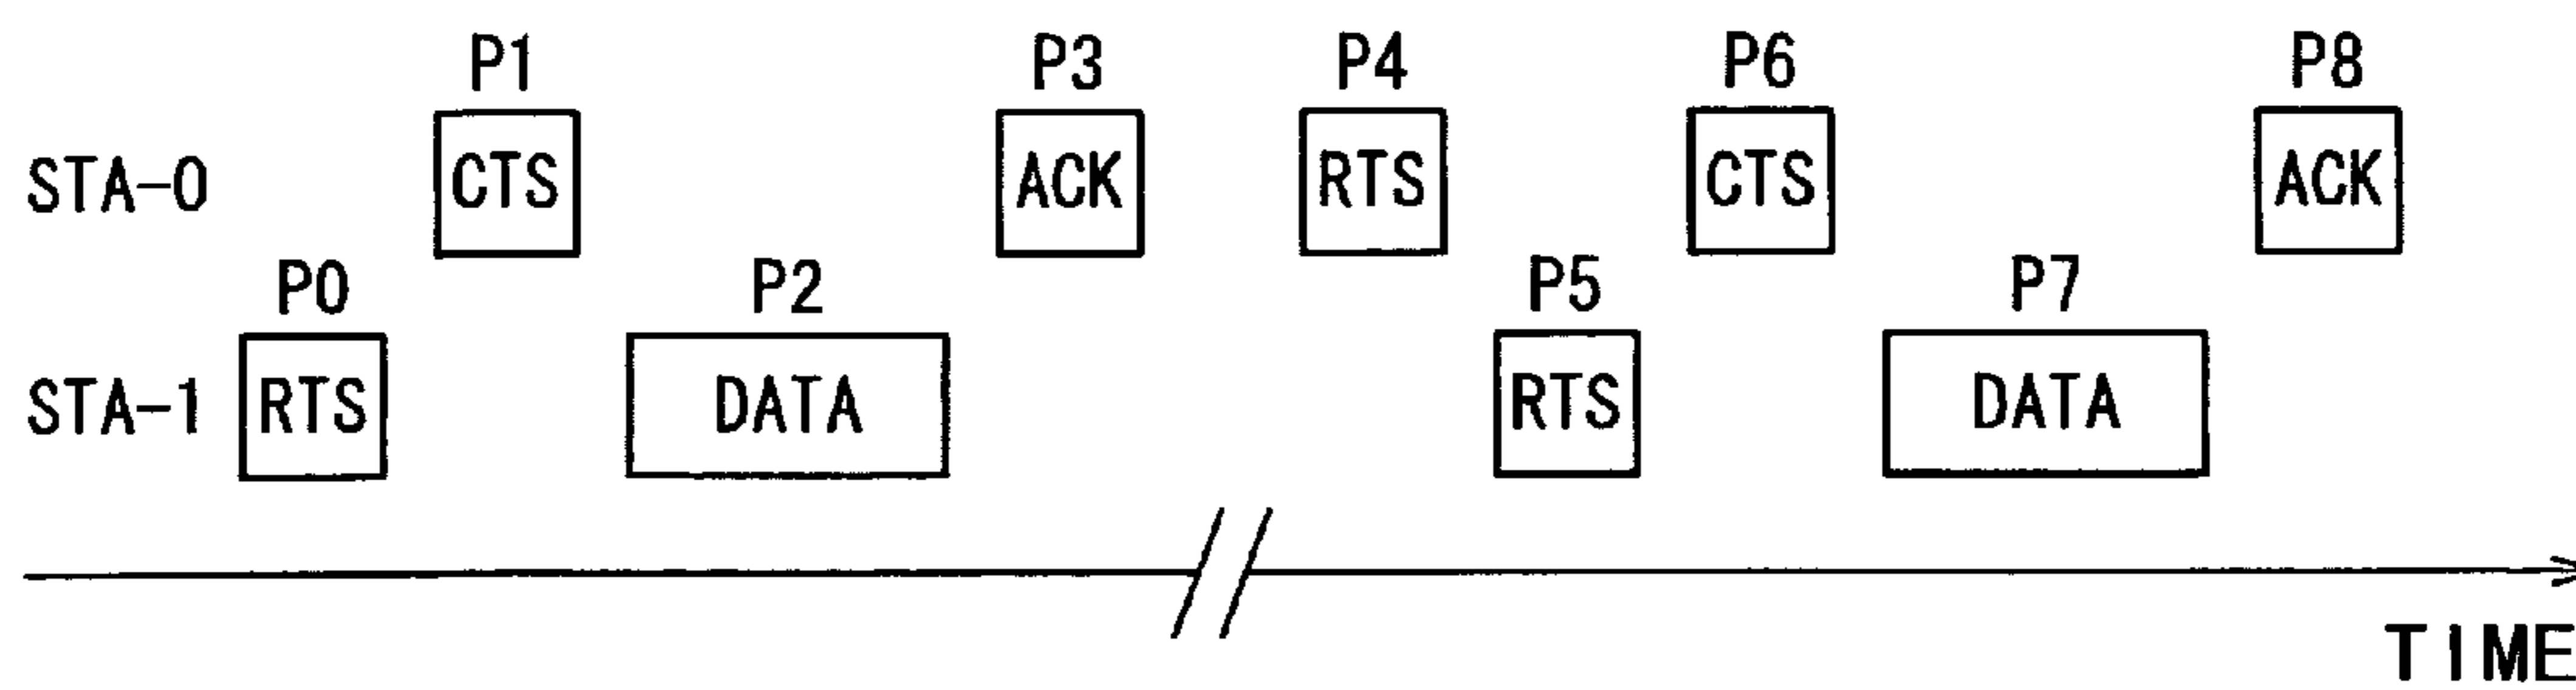 P1 P3 P4 P6 P8
STA-0 CTS ACK RTS CTS ACK
P0 P2 P5 P7
STA-1 RTS DATA RTS DATA
TIME